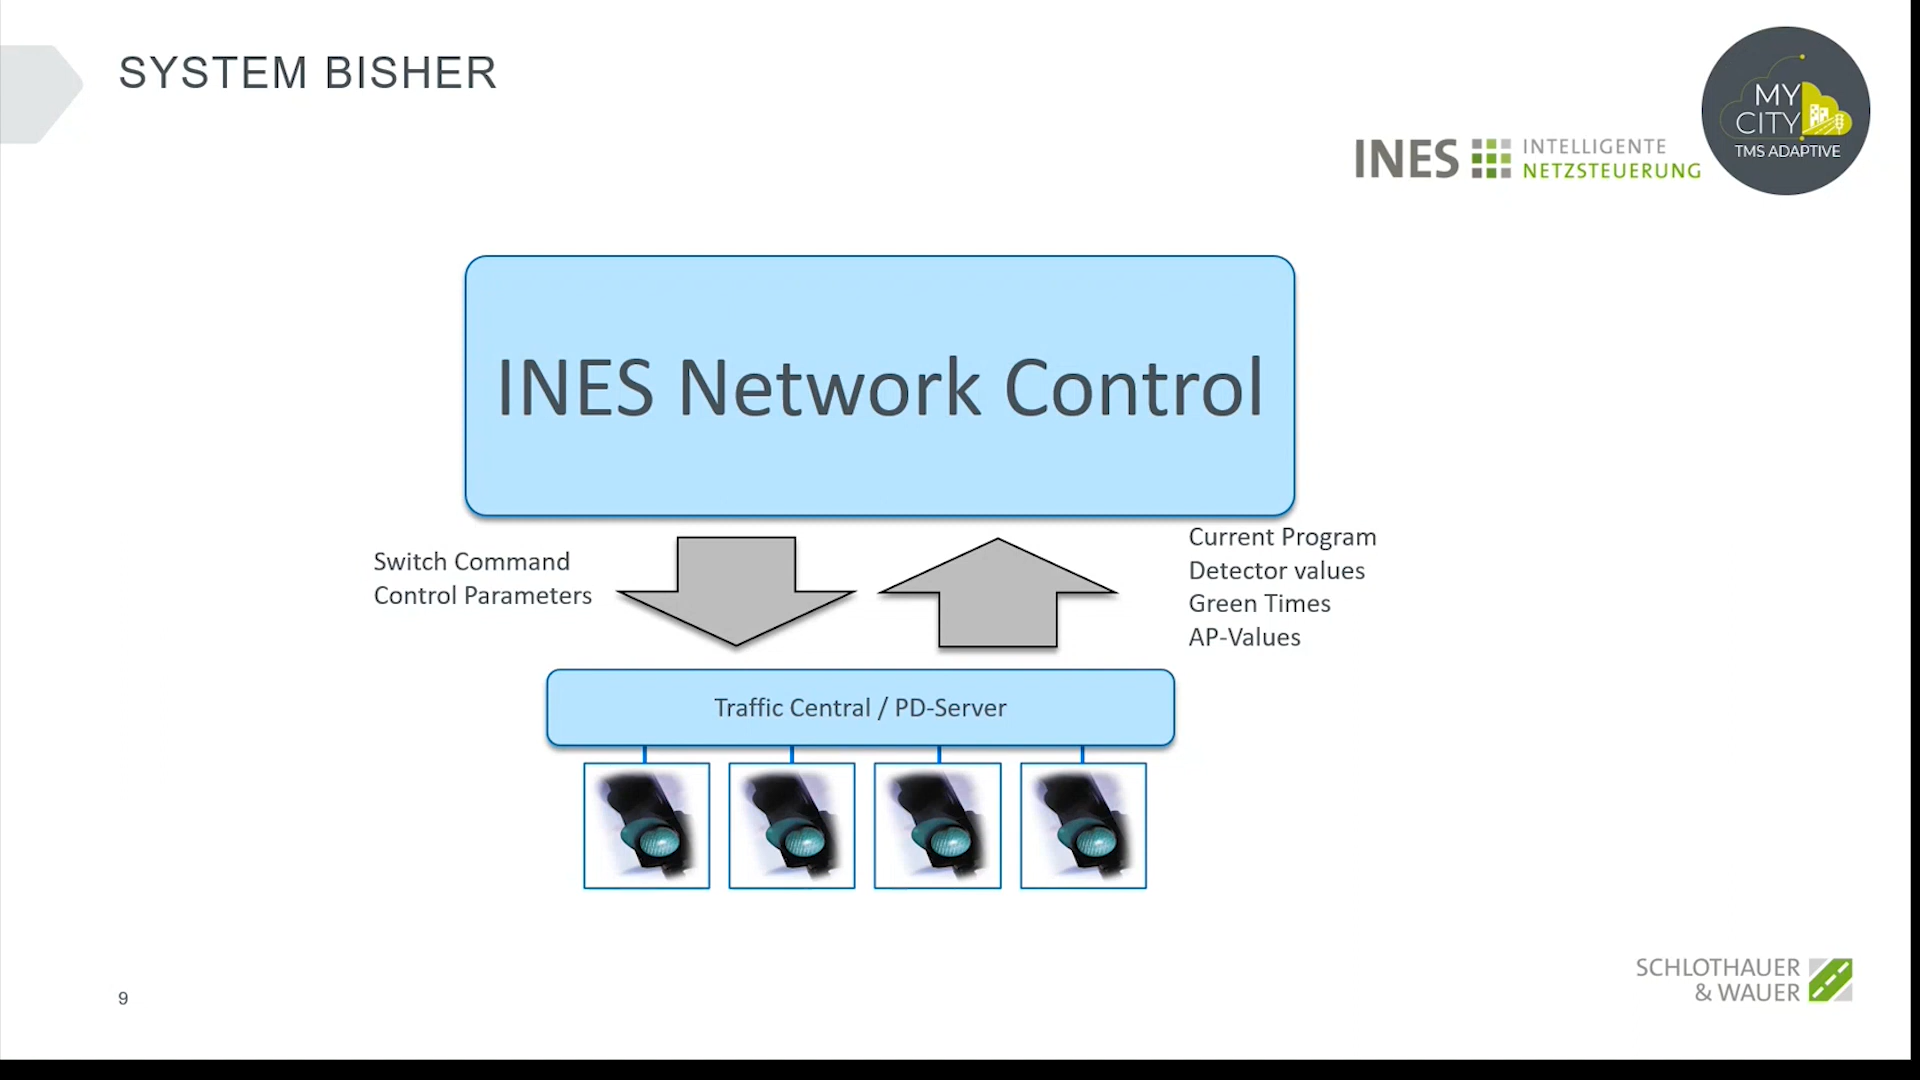 SYSTEM BISHER
MY
CITY
TMS ADAPTIVE
INES
INTELLIGENTE
NETZSTEUERUNG
INES Network Control
Switch Command
Control Parameters
Current Program
Detector values
Green Times
AP-Values
Traffic Central / PD-Server
9
SCHLOTHAUER
& WAUER